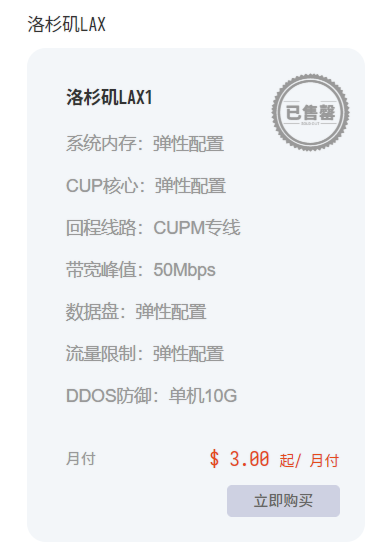 洛杉矶LAX
洛杉矶LAX1
已售罄
系统内存：弹性配置
CUP核心：弹性配置
回程线路：CUPM专线
带宽峰值：50Mbps
数据盘：弹性配置
流量限制：弹性配置
DDOS防御：单机10G
月付 $ 3.00 起/ 月付
立即购买